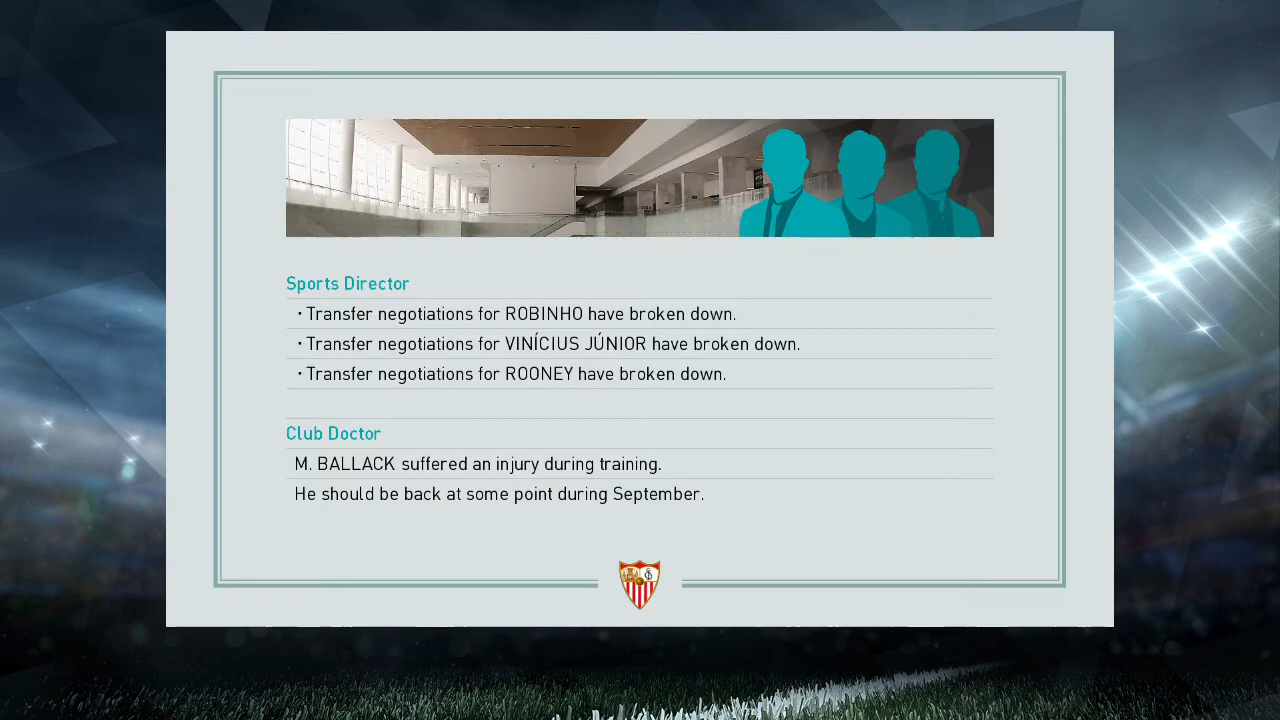 Sports Director
・Transfer negotiations for ROBINHO have broken down.
・Transfer negotiations for VINÍCIUS JÚNIOR have broken down.
・Transfer negotiations for ROONEY have broken down.
Club Doctor
M. BALLACK suffered an injury during training.
He should be back at some point during September.